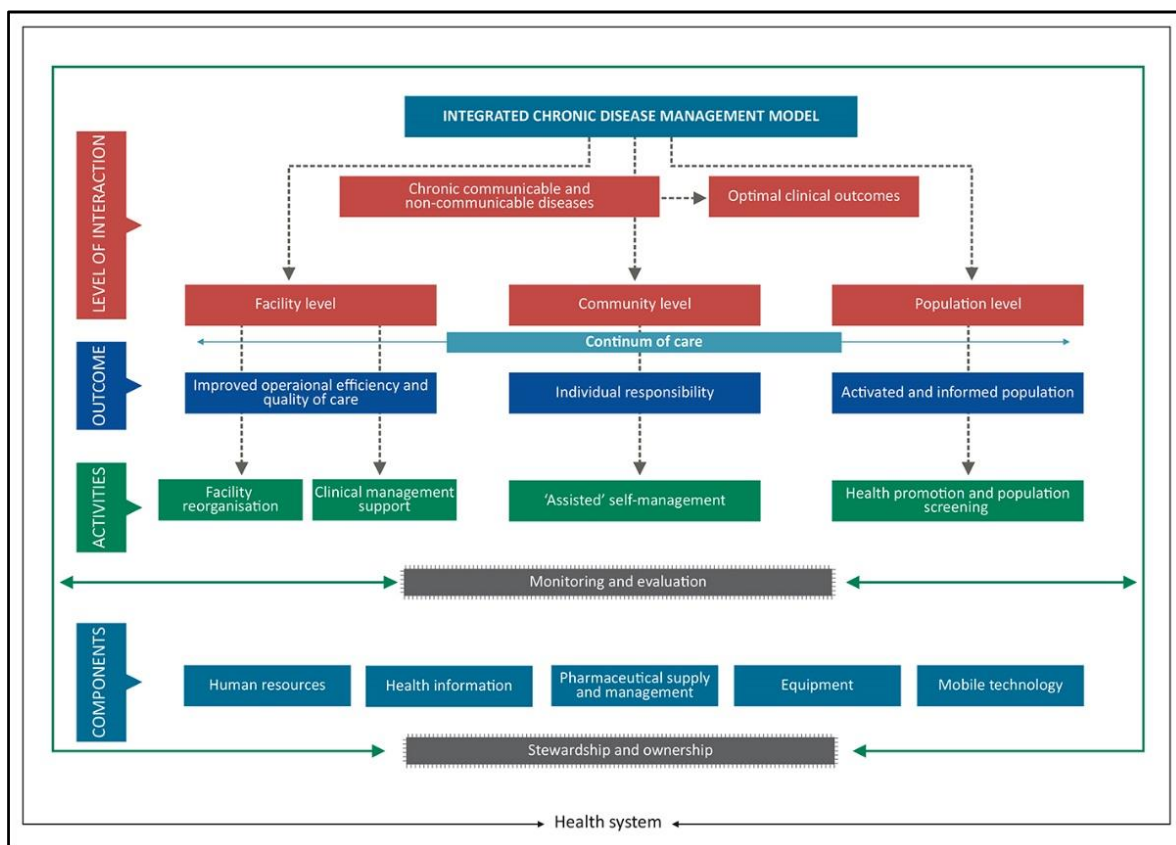 INTEGRATED CHRONIC DISEASE MANAGEMENT MODEL
LEVEL OF INTERACTION
Chronic communicable and
non-communicable diseases
Optimal clinical outcomes
Facility level
Community level
Population level
Continum of care
OUTCOME
Improved operaional efficiency and
quality of care
Individual responsibility
Activated and informed population
ACTIVITIES
Facility
reorganisation
Clinical management
support
'Assisted' self-management
Health promotion and population
screening
Monitoring and evaluation
COMPONENTS
Human resources
Health information
Pharmaceutical supply
and management
Equipment
Mobile technology
Stewardship and ownership
Health system